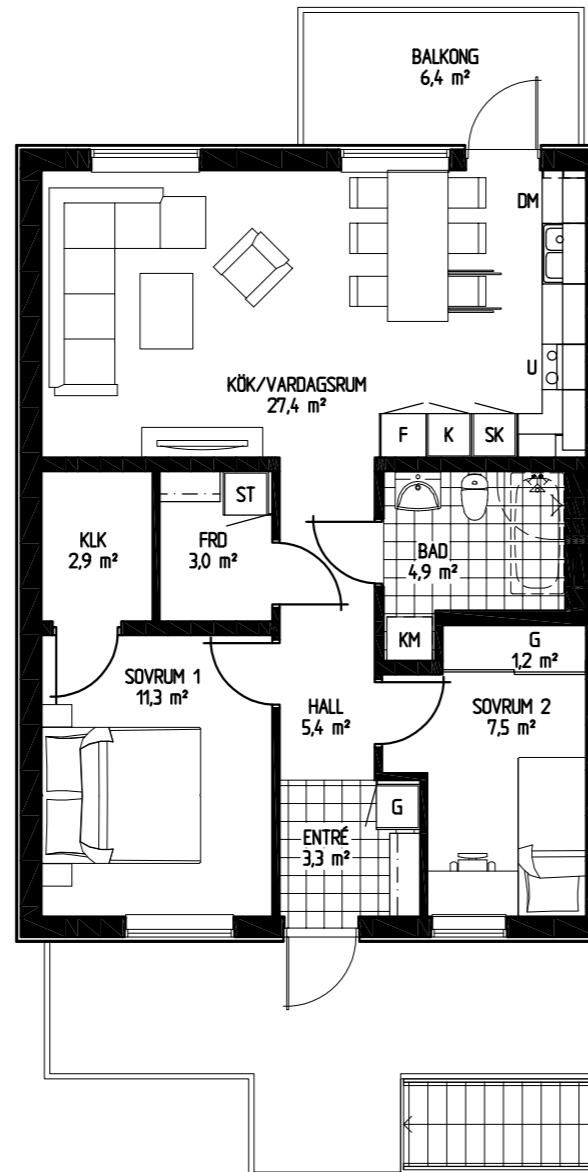 BALKONG
6,4 m²
DM
U
KÖK/VARDAGSRUM
27,4 m²
F K SK
ST
KLK
2,9 m²
FRD
3,0 m²
BAD
4,9 m²
KM
G
1,2 m²
SOVRUM 1
11,3 m²
HALL
5,4 m²
SOVRUM 2
7,5 m²
G
ENTRÉ
3,3 m²